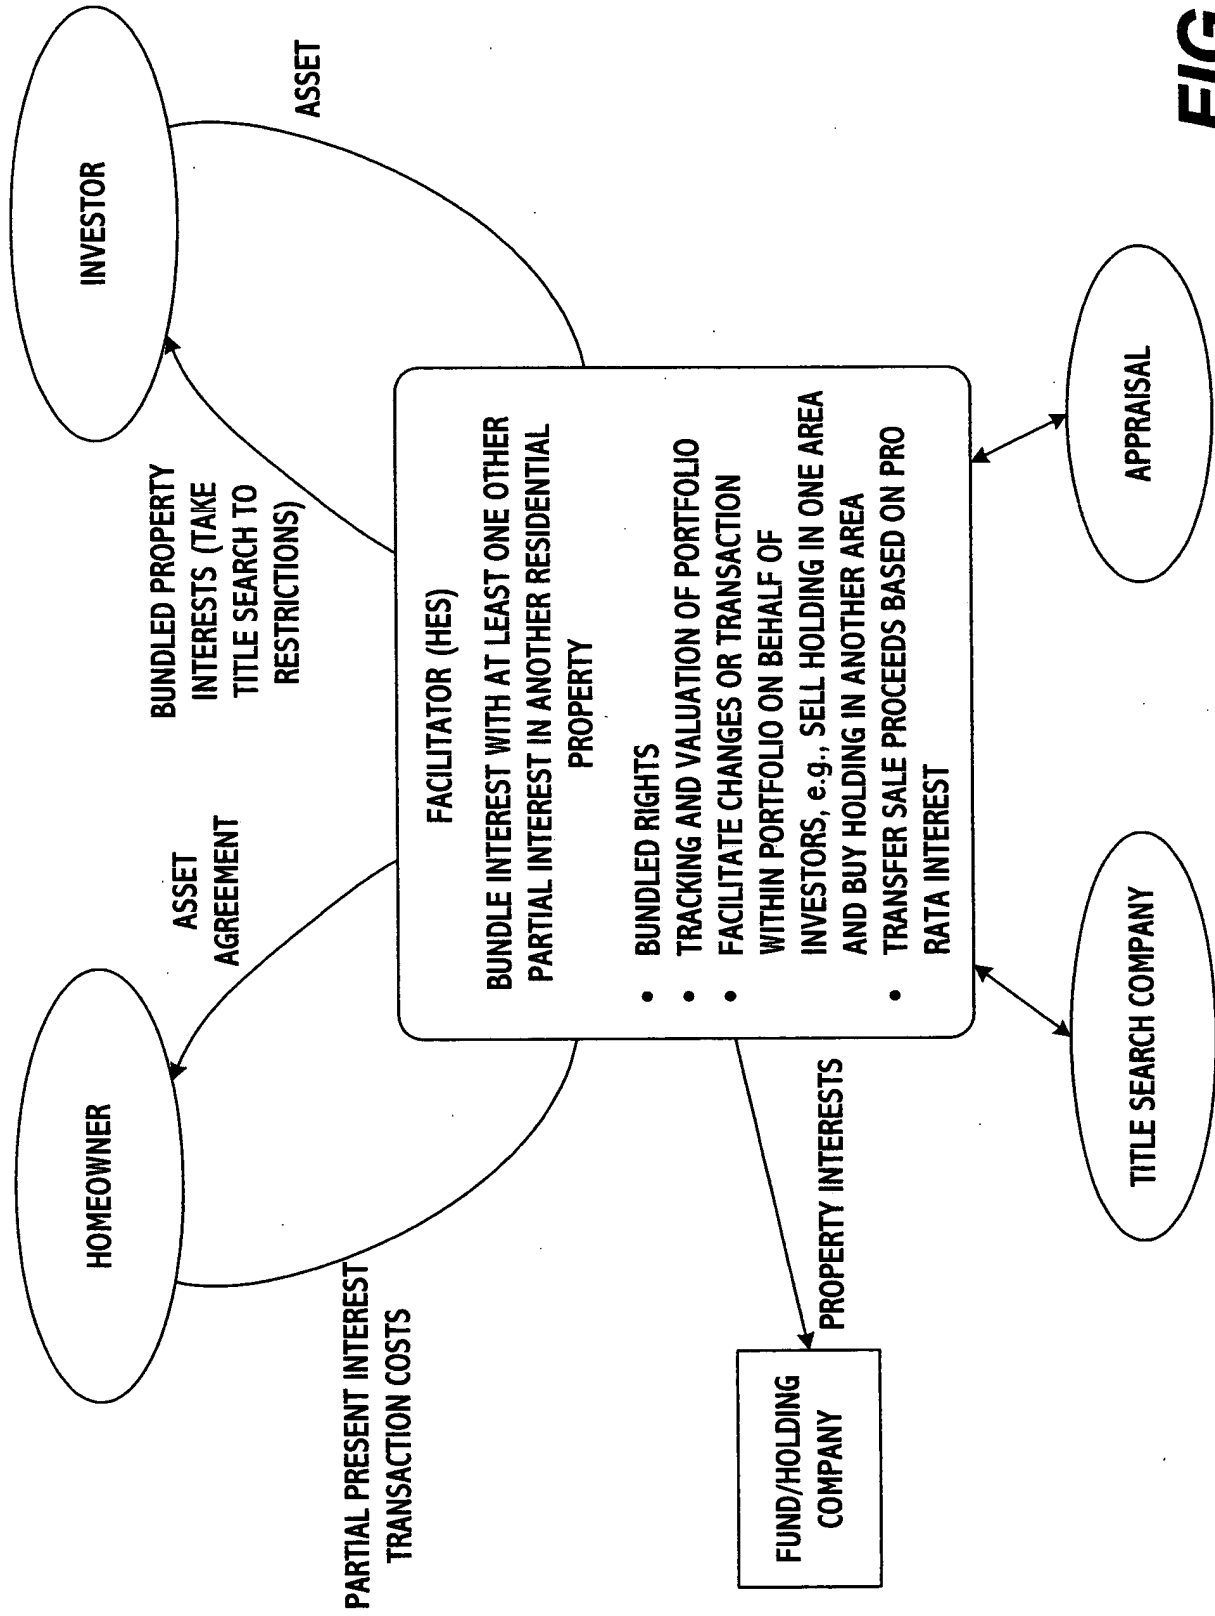 HOMEOWNER
INVESTOR
ASSET
AGREEMENT
BUNDLED PROPERTY
INTERESTS (TAKE
TITLE SEARCH TO
RESTRICTIONS)
ASSET
PARTIAL PRESENT INTEREST
TRANSACTION COSTS
FACILITATOR (HES)
BUNDLE INTEREST WITH AT LEAST ONE OTHER
PARTIAL INTEREST IN ANOTHER RESIDENTIAL
PROPERTY
• BUNDLED RIGHTS
• TRACKING AND VALUATION OF PORTFOLIO
• FACILITATE CHANGES OR TRANSACTION
WITHIN PORTFOLIO ON BEHALF OF
INVESTORS, e.g., SELL HOLDING IN ONE AREA
AND BUY HOLDING IN ANOTHER AREA
• TRANSFER SALE PROCEEDS BASED ON PRO
RATA INTEREST
PROPERTY INTERESTS
FUND/HOLDING
COMPANY
TITLE SEARCH COMPANY
APPRAISAL
FIG